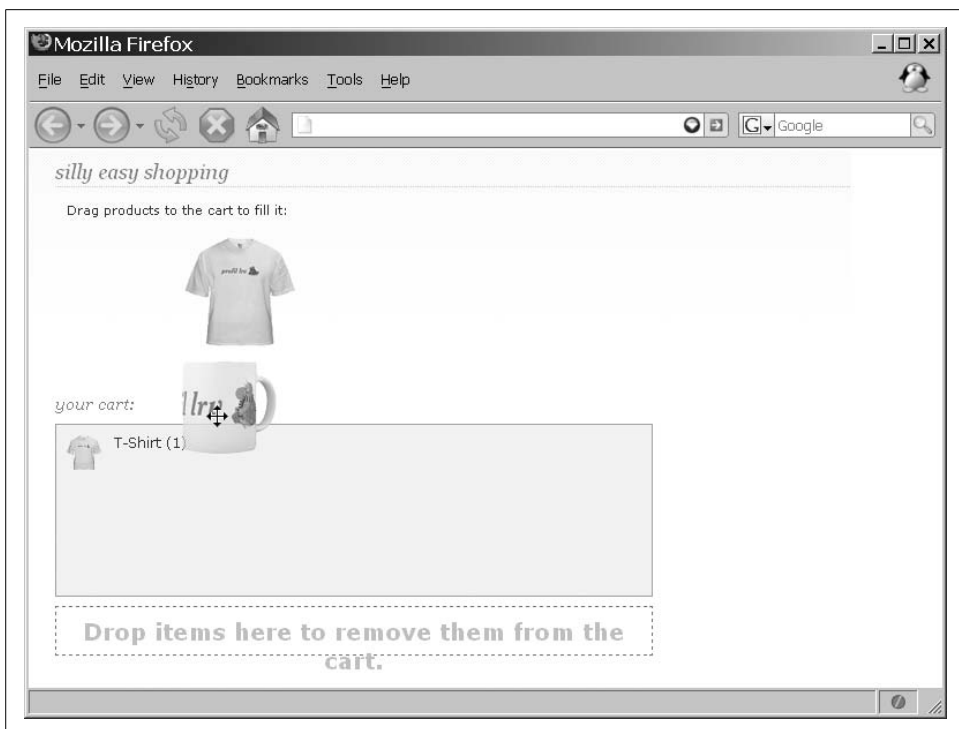 Mozilla Firefox
File Edit View History Bookmarks Tools Help
G Google
silly easy shopping
Drag products to the cart to fill it:
your cart:
T-Shirt (1)
Drop items here to remove them from the
cart.